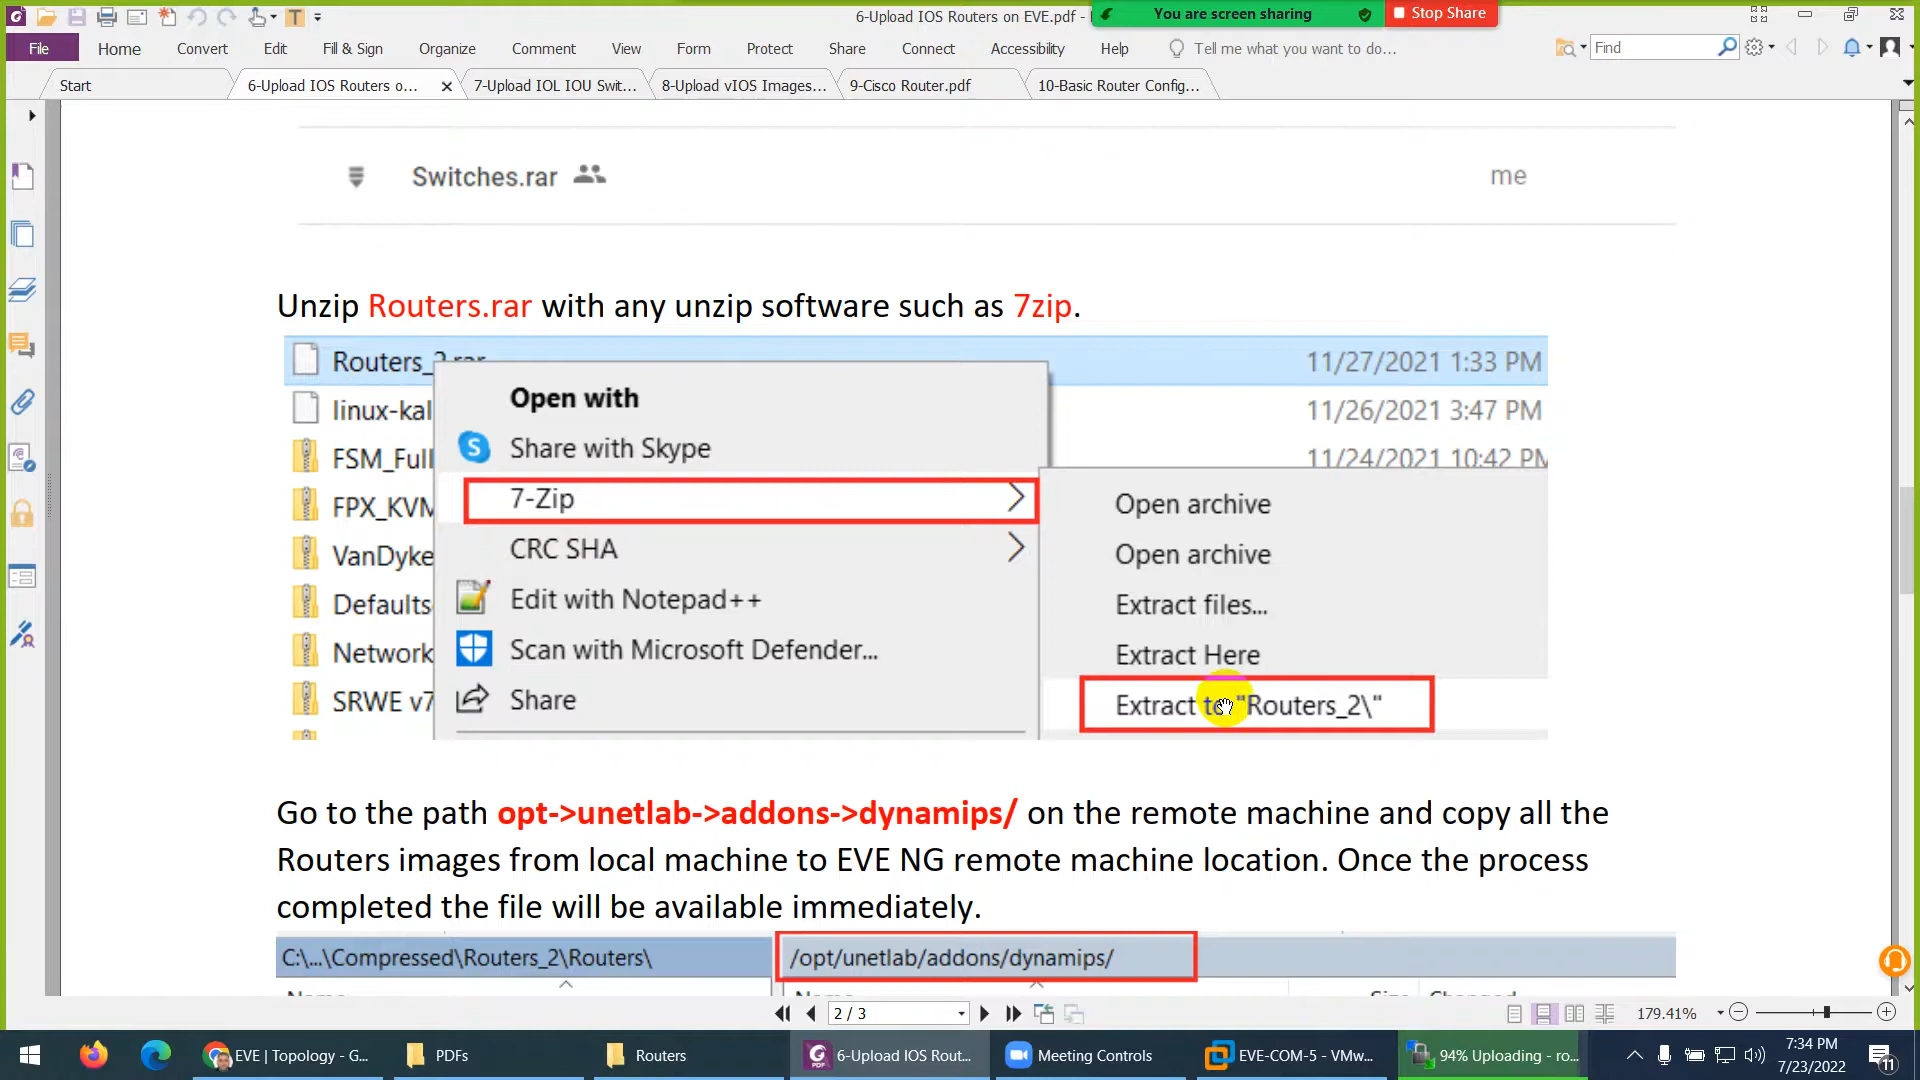 6-Upload IOS Routers on EVE.pdf -
You are screen sharing
Stop Share
File Home Convert Edit Fill & Sign Organize Comment View Form Protect Share Connect Accessibility Help Tell me what you want to do... Find
Start 6-Upload IOS Routers o... 7-Upload IOL IOU Swit... 8-Upload vIOS Images... 9-Cisco Router.pdf 10-Basic Router Config...
Switches.rar me
Unzip Routers.rar with any unzip software such as 7zip.
Routers_2.rar 11/27/2021 1:33 PM
Open with
linux-kal 11/26/2021 3:47 PM
Share with Skype
FSM_Full 11/24/2021 10:42 PM
7-Zip
FPX_KVM Open archive
CRC SHA
VanDyke Open archive
Edit with Notepad++
Defaults Extract files...
Network Scan with Microsoft Defender... Extract Here
SRWE v7 Share Extract to "Routers_2\"
Go to the path opt->unetlab->addons->dynamips/ on the remote machine and copy all the
Routers images from local machine to EVE NG remote machine location. Once the process
completed the file will be available immediately.
C:\...\Compressed\Routers_2\Routers\ /opt/unetlab/addons/dynamips/
2 / 3 179.41%
EVE | Topology - G... PDFs Routers 6-Upload IOS Rout... Meeting Controls EVE-COM-5 - VMw... 94% Uploading - ro...
7:34 PM
7/23/2022
11